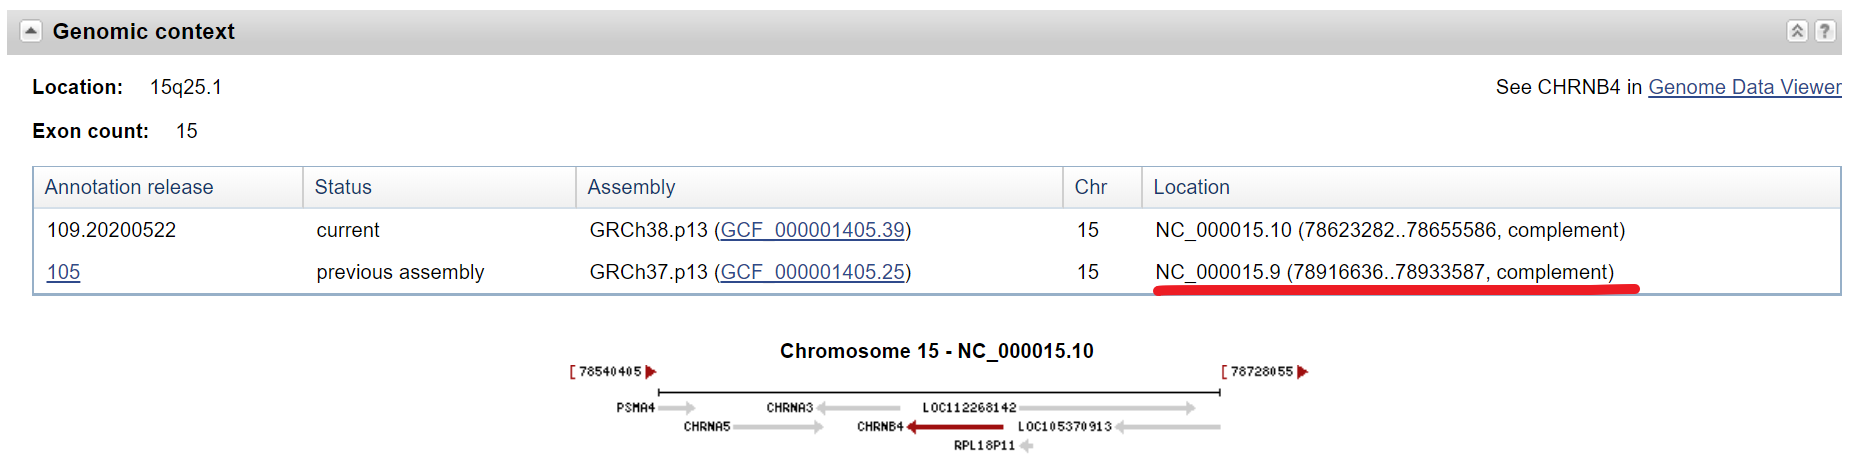 Genomic context
Location: 15q25.1
See CHRNB4 in Genome Data Viewer
Exon count: 15
Annotation release Status Assembly Chr Location
109.20200522 current GRCh38.p13 (GCF_000001405.39) 15 NC_000015.10 (78623282..78655586, complement)
105 previous assembly GRCh37.p13 (GCF_000001405.25) 15 NC_000015.9 (78916636..78933587, complement)
Chromosome 15 - NC_000015.10
[ 78540405 [ 78728055
PSMA4 CHRNA3 LOC112268142
CHRNA5 CHRNB4 LOC105370913
RPL18P11